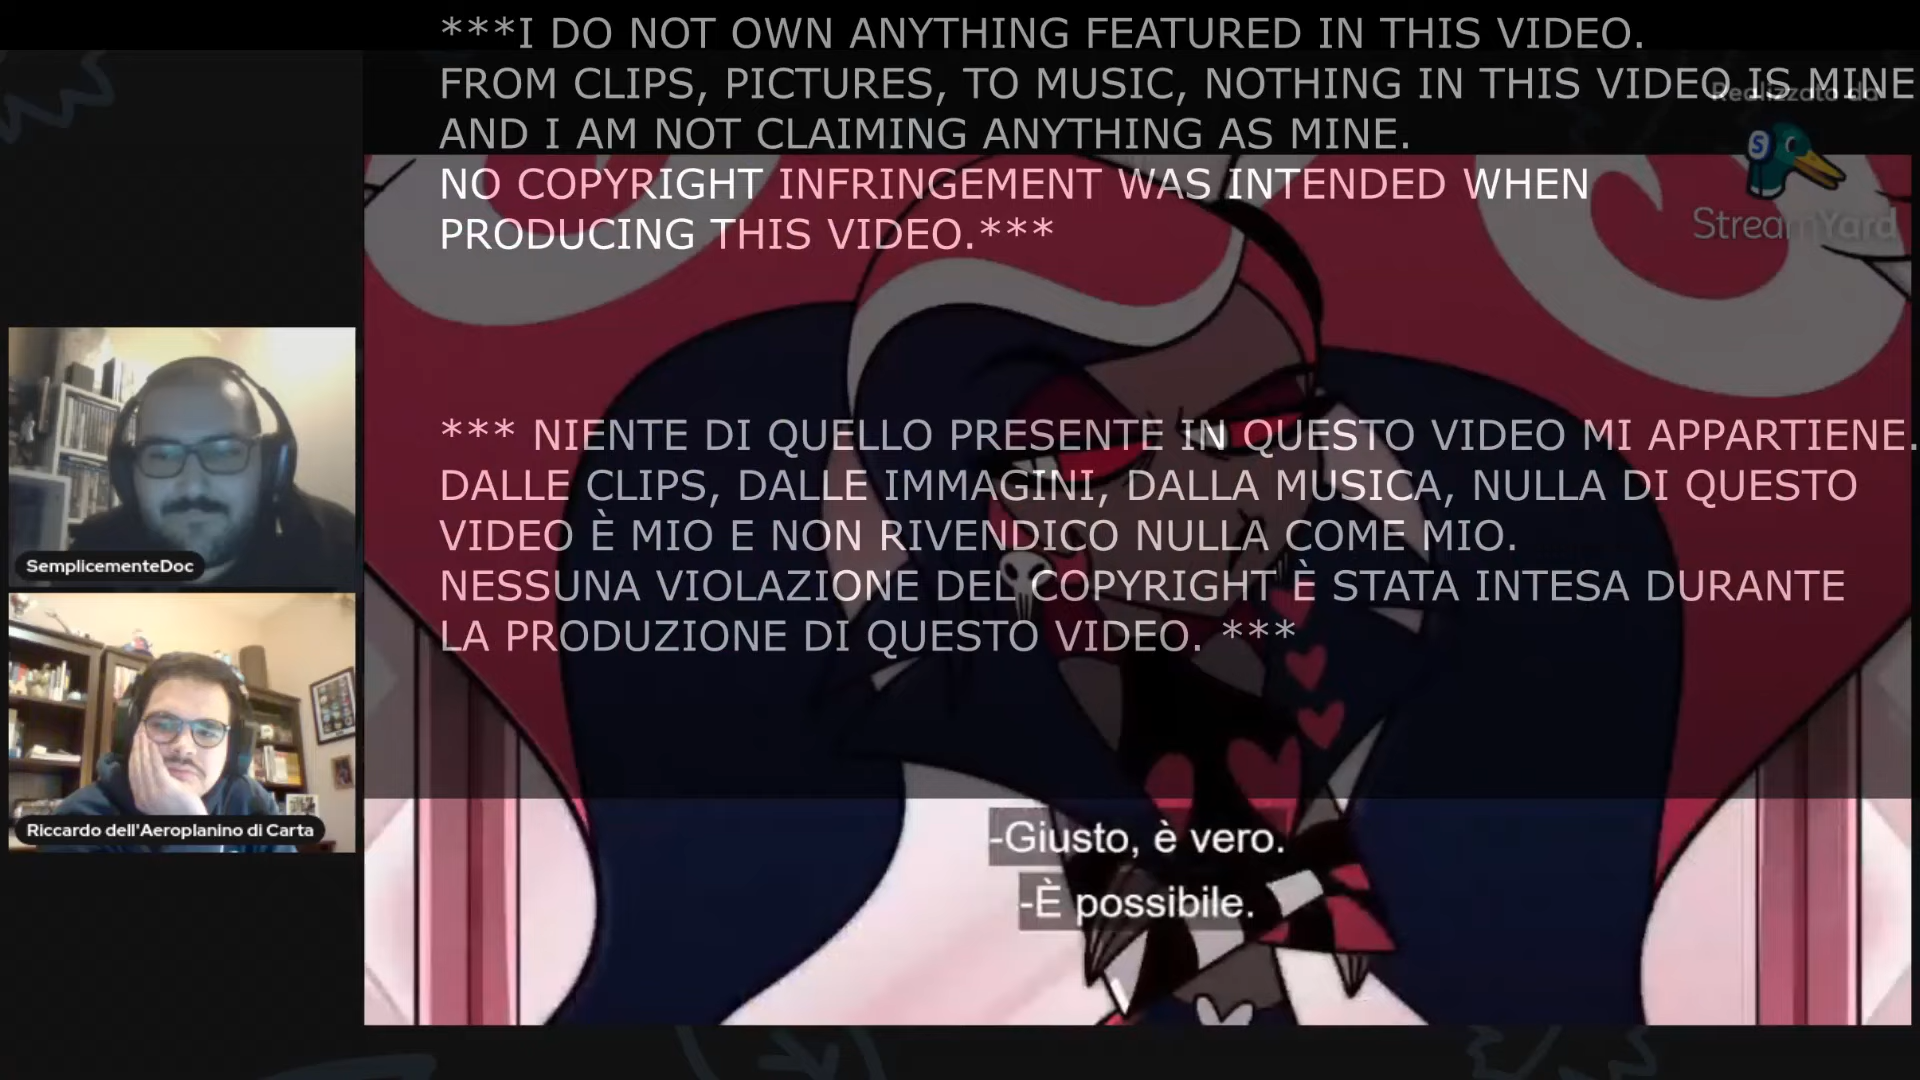 ***I DO NOT OWN ANYTHING FEATURED IN THIS VIDEO.
FROM CLIPS, PICTURES, TO MUSIC, NOTHING IN THIS VIDEO IS MINE
AND I AM NOT CLAIMING ANYTHING AS MINE.
NO COPYRIGHT INFRINGEMENT WAS INTENDED WHEN
PRODUCING THIS VIDEO.***
Realizzato da
S
StreamYard
*** NIENTE DI QUELLO PRESENTE IN QUESTO VIDEO MI APPARTIENE.
DALLE CLIPS, DALLE IMMAGINI, DALLA MUSICA, NULLA DI QUESTO
VIDEO È MIO E NON RIVENDICO NULLA COME MIO.
NESSUNA VIOLAZIONE DEL COPYRIGHT È STATA INTESA DURANTE
LA PRODUZIONE DI QUESTO VIDEO. ***
SemplicementeDoc
Riccardo dell'Aeroplanino di Carta
-Giusto, è vero.
-È possibile.